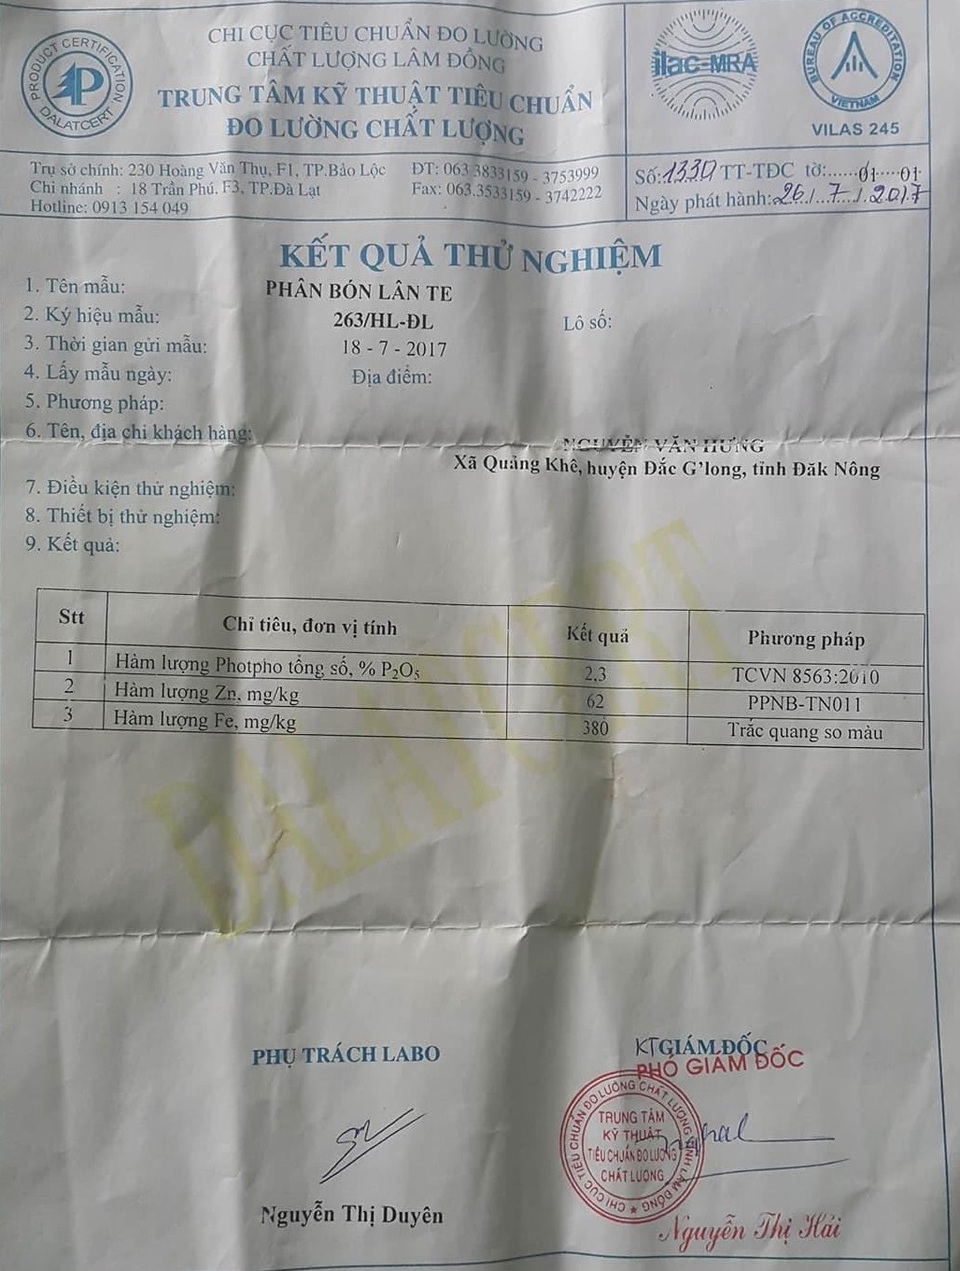 PRODUCT CERTIFICATION
DALATCERT
CHI CỤC TIÊU CHUẨN ĐO LƯỜNG
CHẤT LƯỢNG LÂM ĐỒNG
TRUNG TÂM KỸ THUẬT TIÊU CHUẨN
ĐO LƯỜNG CHẤT LƯỢNG
ilac-MRA
BUREAU OF ACCREDITATION
VIETNAM
VILAS 245
Trụ sở chính: 230 Hoàng Văn Thụ, F1, TP.Bảo Lộc ĐT: 063 3833159 - 3753999
Chi nhánh : 18 Trần Phú, F3, TP.Đà Lạt Fax: 063.3533159 - 3742222
Hotline: 0913 154 049
Số: 1330 TT-TĐC tờ:......01....01
Ngày phát hành: 26./..7../.2017
KẾT QUẢ THỬ NGHIỆM
1. Tên mẫu: PHÂN BÓN LÂN TE
2. Ký hiệu mẫu: 263/HL-ĐL Lô số:
3. Thời gian gửi mẫu: 18 - 7 - 2017
4. Lấy mẫu ngày: Địa điểm:
5. Phương pháp:
6. Tên, địa chỉ khách hàng:
NGUYỄN VĂN HƯNG
Xã Quảng Khê, huyện Đắc G'long, tỉnh Đăk Nông
7. Điều kiện thử nghiệm:
8. Thiết bị thử nghiệm:
9. Kết quả:
Stt Chỉ tiêu, đơn vị tính Kết quả Phương pháp
1 Hàm lượng Photpho tổng số, % P₂O₅ 2,3 TCVN 8563:2010
2 Hàm lượng Zn, mg/kg 62 PPNB-TN011
3 Hàm lượng Fe, mg/kg 380 Trắc quang so màu
DALATCERT
PHỤ TRÁCH LABO
KT GIÁM ĐỐC
PHÓ GIÁM ĐỐC
CHI CỤC TIÊU CHUẨN ĐO LƯỜNG CHẤT LƯỢNG TỈNH LÂM ĐỒNG
TRUNG TÂM
KỸ THUẬT
TIÊU CHUẨN ĐO LƯỜNG
CHẤT LƯỢNG
Nguyễn Thị Duyên
Nguyễn Thị Hải